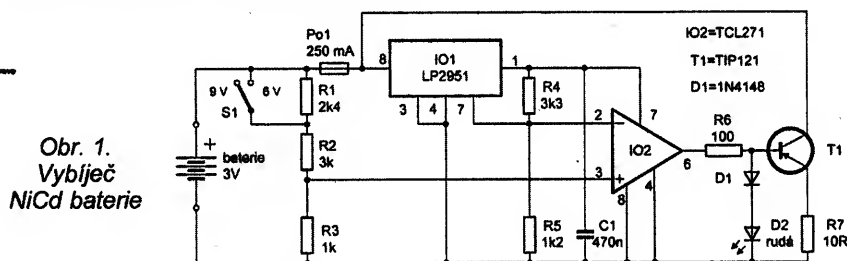 Po1
250 mA
IO2=TCL271
T1=TIP121
D1=1N4148
8
IO1
LP2951
1
3
4
7
9 V
6 V
S1
R1
2k4
R4
3k3
2
7
R2
3k
IO2
R6
100
T1
6
3
8
4
D1
+
baterie
3V
R3
1k
R5
1k2
C1
470n
D2
rudá
R7
10R
Obr. 1.
Vybíječ
NiCd baterie